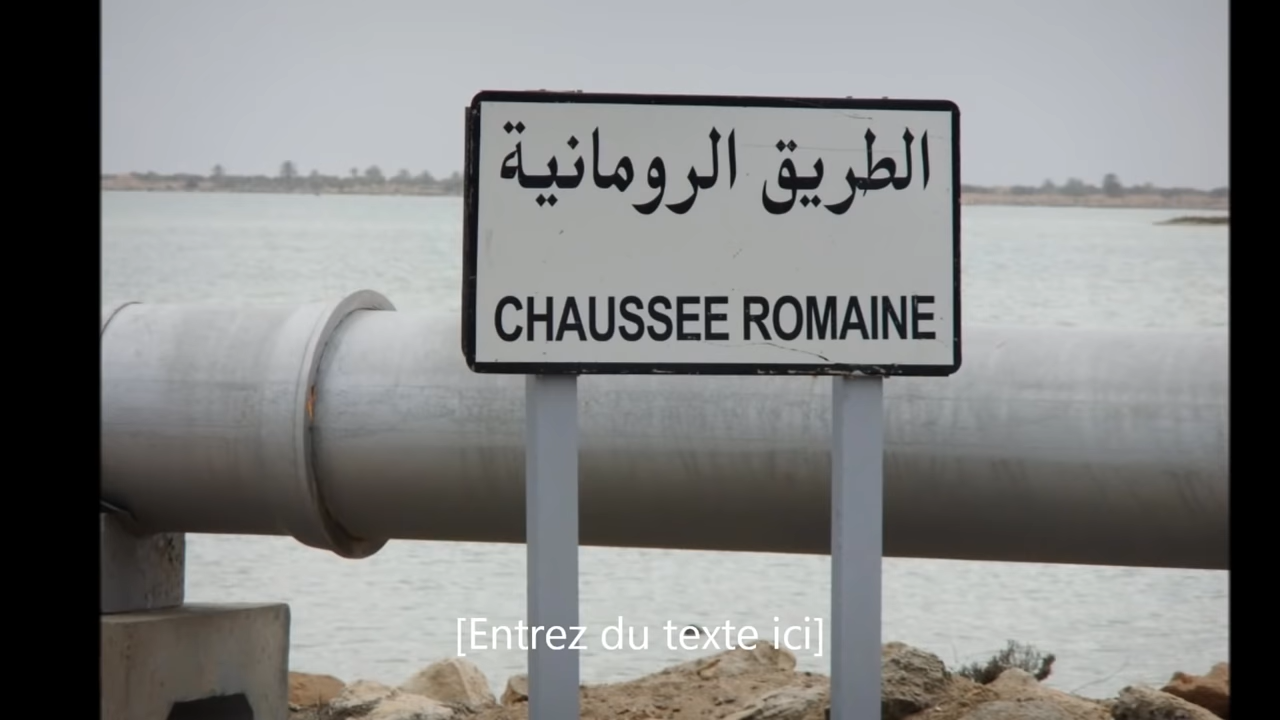 الطريق الرومانية
CHAUSSEE ROMAINE
[Entrez du texte ici]